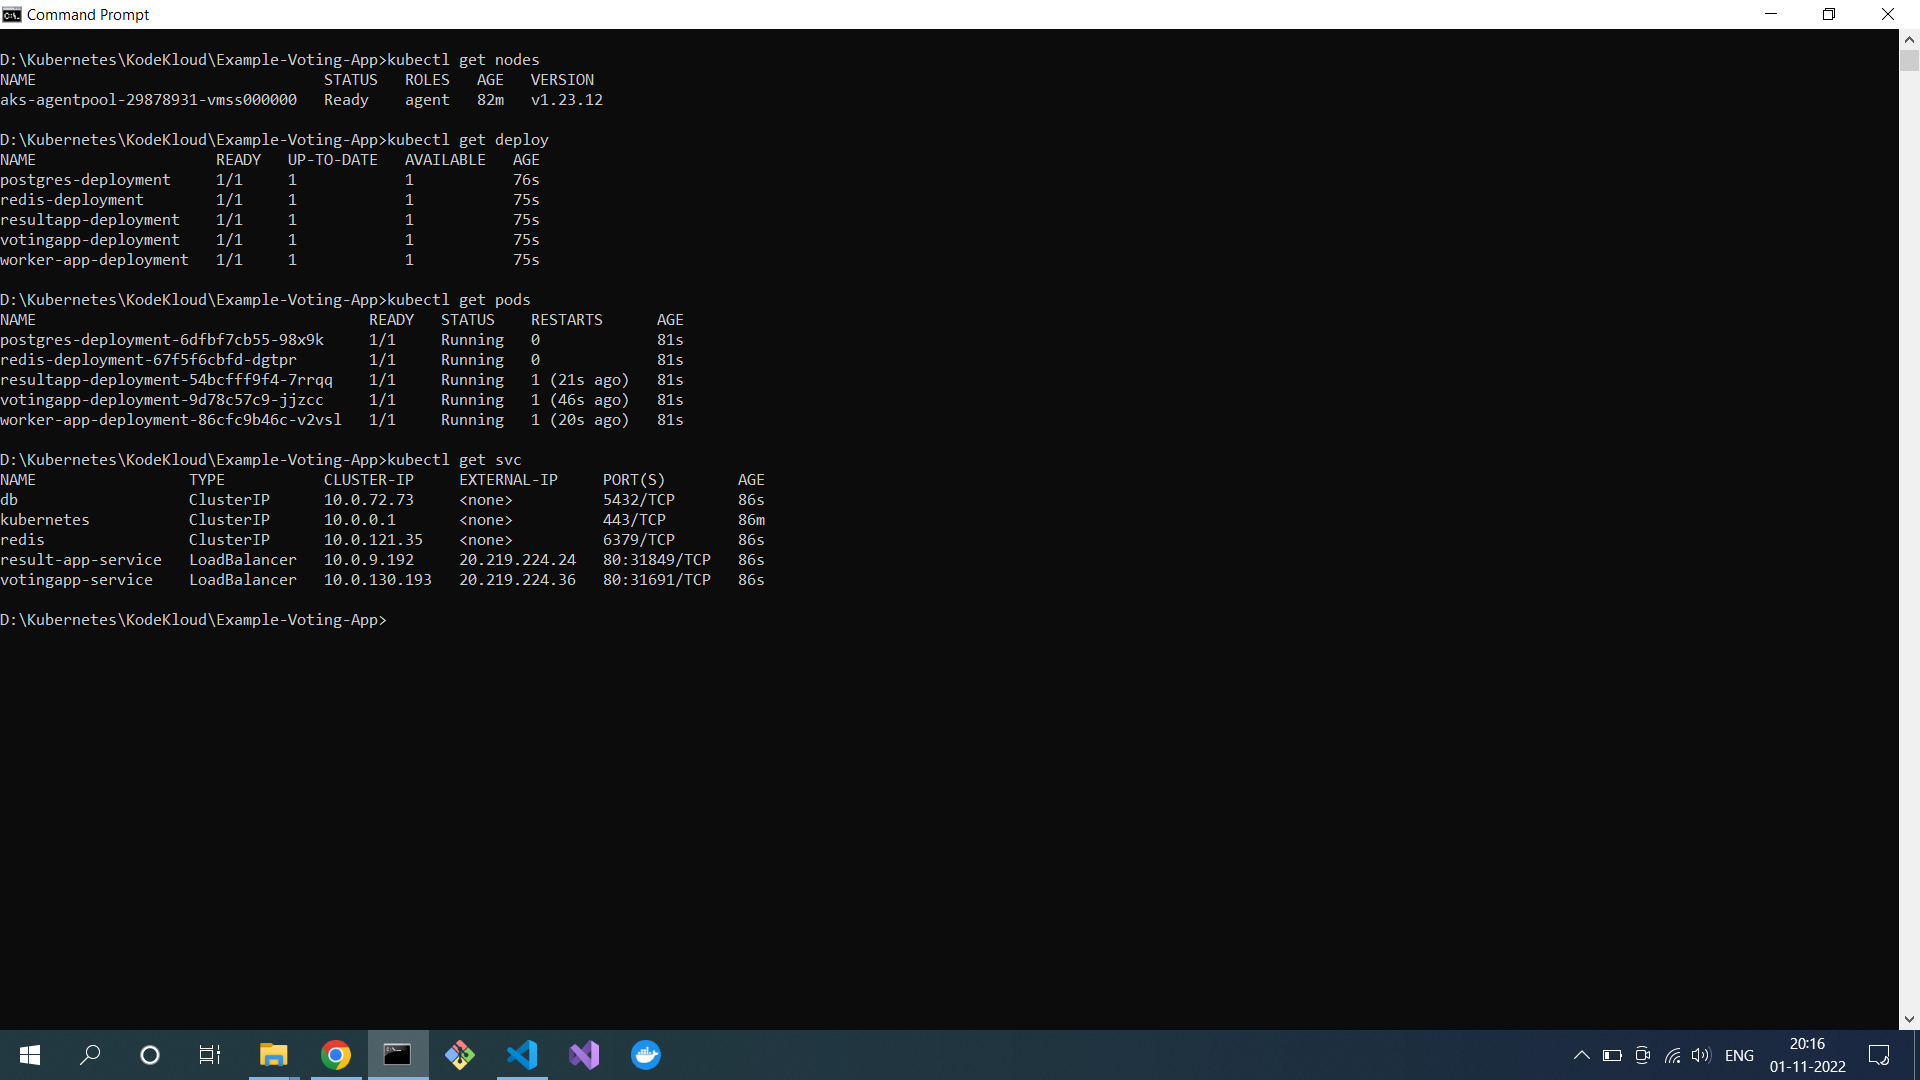 Command Prompt
D:\Kubernetes\KodeKloud\Example-Voting-App>kubectl get nodes
NAME STATUS ROLES AGE VERSION
aks-agentpool-29878931-vmss000000 Ready agent 82m v1.23.12
D:\Kubernetes\KodeKloud\Example-Voting-App>kubectl get deploy
NAME READY UP-TO-DATE AVAILABLE AGE
postgres-deployment 1/1 1 1 76s
redis-deployment 1/1 1 1 75s
resultapp-deployment 1/1 1 1 75s
votingapp-deployment 1/1 1 1 75s
worker-app-deployment 1/1 1 1 75s
D:\Kubernetes\KodeKloud\Example-Voting-App>kubectl get pods
NAME READY STATUS RESTARTS AGE
postgres-deployment-6dfbf7cb55-98x9k 1/1 Running 0 81s
redis-deployment-67f5f6cbfd-dgtpr 1/1 Running 0 81s
resultapp-deployment-54bcfff9f4-7rrqq 1/1 Running 1 (21s ago) 81s
votingapp-deployment-9d78c57c9-jjzcc 1/1 Running 1 (46s ago) 81s
worker-app-deployment-86cfc9b46c-v2vsl 1/1 Running 1 (20s ago) 81s
D:\Kubernetes\KodeKloud\Example-Voting-App>kubectl get svc
NAME TYPE CLUSTER-IP EXTERNAL-IP PORT(S) AGE
db ClusterIP 10.0.72.73 <none> 5432/TCP 86s
kubernetes ClusterIP 10.0.0.1 <none> 443/TCP 86m
redis ClusterIP 10.0.121.35 <none> 6379/TCP 86s
result-app-service LoadBalancer 10.0.9.192 20.219.224.24 80:31849/TCP 86s
votingapp-service LoadBalancer 10.0.130.193 20.219.224.36 80:31691/TCP 86s
D:\Kubernetes\KodeKloud\Example-Voting-App>
ENG
20:16
01-11-2022